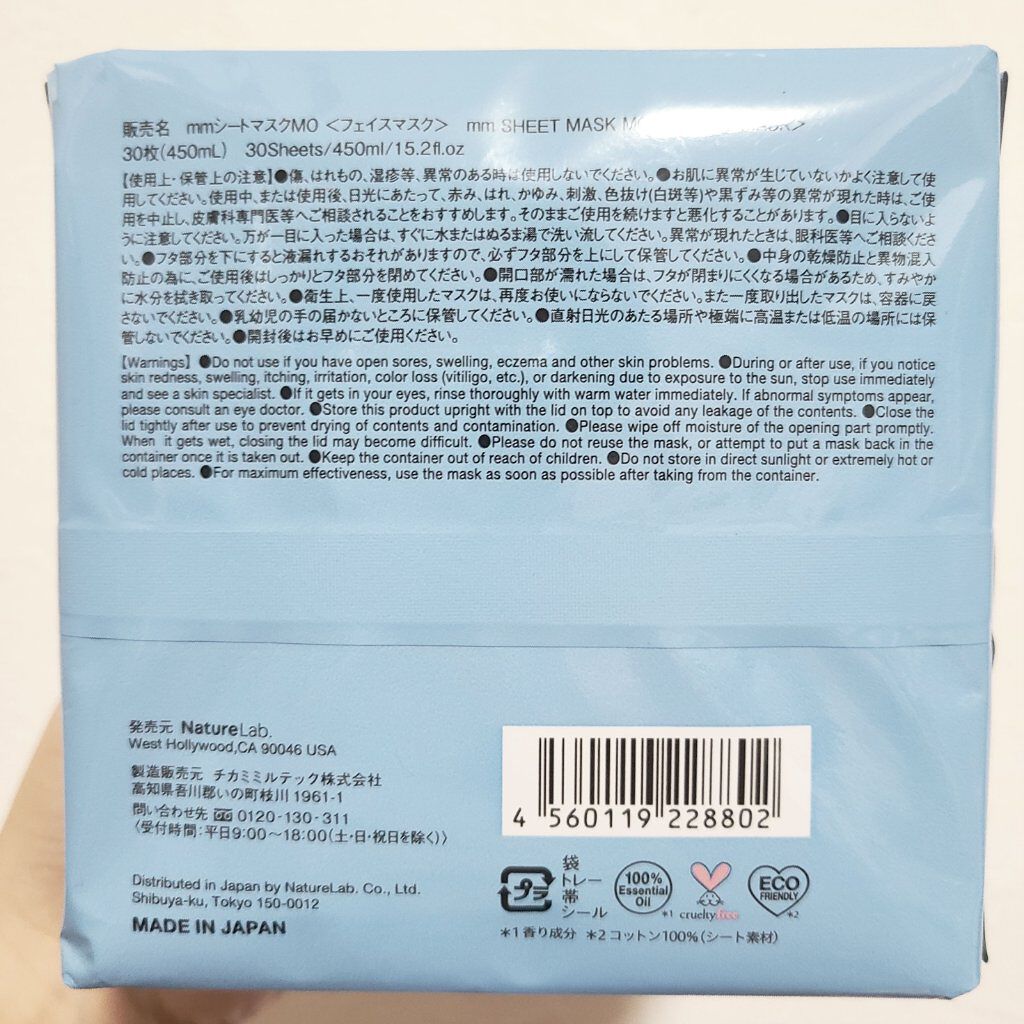 販売名 mmシートマスクMO <フェイスマスク> mm SHEET MASK
30枚(450mL) 30Sheets/450ml/15.2fl.oz
【使用上・保管上の注意】●傷、はれもの、湿疹等、異常のある時は使用しないでください。●お肌に異常が生じていないかよく注意して使
用してください。使用中、または使用後、日光にあたって、赤み、はれ、かゆみ、刺激、色抜け(白斑等)や黒ずみ等の異常が現れた時は、ご使
用を中止し、皮膚科専門医等へご相談されることをおすすめします。そのままご使用を続けますと悪化することがあります。●目に入らないよ
うに注意してください。万が一目に入った場合は、すぐに水またはぬるま湯で洗い流してください。異常が現れたときは、眼科医等へご相談くださ
い。●フタ部分を下にすると液漏れするおそれがありますので、必ずフタ部分を上にして保管してください。●中身の乾燥防止と異物混入
防止の為に、ご使用後はしっかりとフタ部分を閉めてください。●開口部が濡れた場合は、フタが閉まりにくくなる場合があるため、すみやか
に水分を拭き取ってください。●衛生上、一度使用したマスクは、再度お使いにならないでください。また一度取り出したマスクは、容器に戻
さないでください。●乳幼児の手の届かないところに保管してください。●直射日光のあたる場所や極端に高温または低温の場所には保
管しないでください。●開封後はお早めにご使用ください。
【Warnings】●Do not use if you have open sores, swelling, eczema and other skin problems. ●During or after use, if you notice
skin redness, swelling, itching, irritation, color loss (vitiligo, etc.), or darkening due to exposure to the sun, stop use immediately
and see a skin specialist. ●If it gets in your eyes, rinse thoroughly with warm water immediately. If abnormal symptoms appear,
please consult an eye doctor. ●Store this product upright with the lid on top to avoid any leakage of the contents. ●Close the
lid tightly after use to prevent drying of contents and contamination. ●Please wipe off moisture of the opening part promptly.
When it gets wet, closing the lid may become difficult. ●Please do not reuse the mask, or attempt to put a mask back in the
container once it is taken out. ●Keep the container out of reach of children. ●Do not store in direct sunlight or extremely hot or
cold places. ●For maximum effectiveness, use the mask as soon as possible after taking from the container.
発売元 NatureLab.
West Hollywood,CA 90046 USA
製造販売元 チカミミルテック株式会社
高知県吾川郡いの町枝川1961-1
問い合わせ先 0120-130-311
〈受付時間:平日9:00～18:00(土・日・祝日を除く)〉
Distributed in Japan by NatureLab. Co., Ltd.
Shibuya-ku, Tokyo 150-0012
MADE IN JAPAN
4 560119 228802
プラ
袋
トレー
帯
シール
100%
Essential
Oil
*1
crueltyfree
ECO
FRIENDLY
*2
*1 香り成分 *2 コットン100%(シート素材)